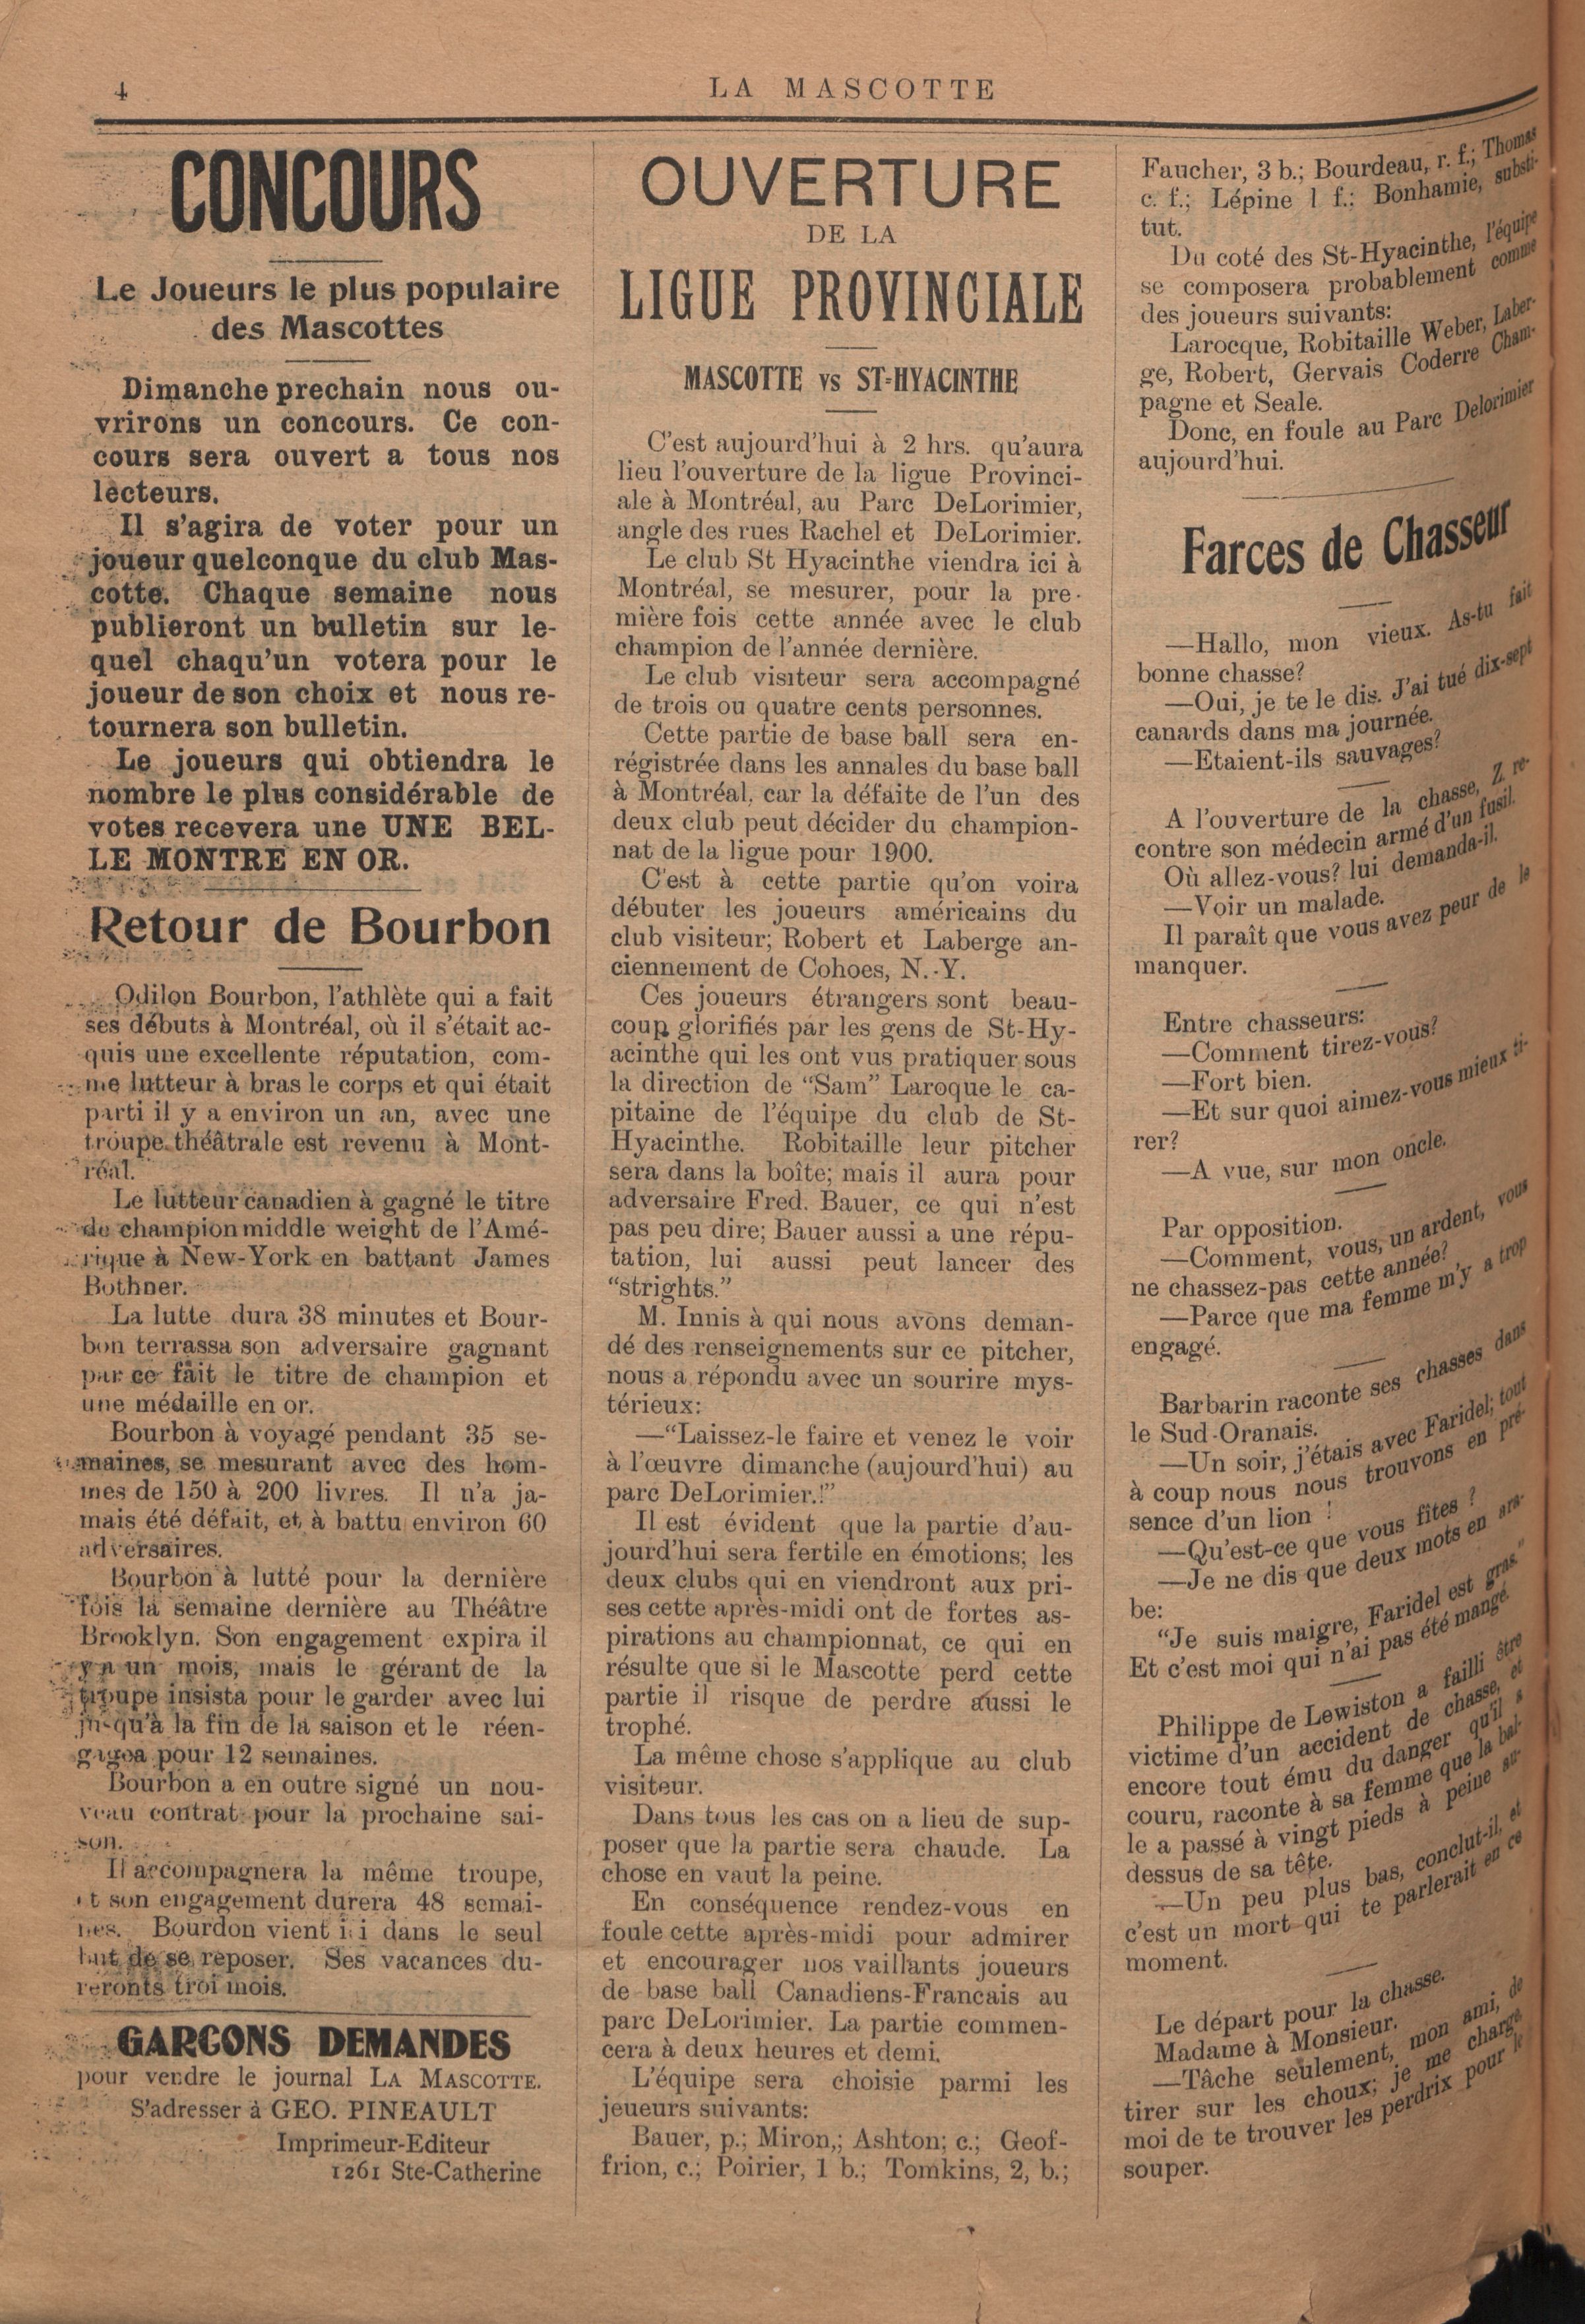 4
LA MASCOTTE
CONCOURS
Le Joueurs le plus populaire
des Mascottes
Dimanche prechain nous ou-
vrirons un concours. Ce con-
cours sera ouvert a tous nos
lecteurs.
Il s'agira de voter pour un
joueur quelconque du club Mas-
cotte. Chaque semaine nous
publieront un bulletin sur le-
quel chaqu'un votera pour le
joueur de son choix et nous re-
tournera son bulletin.
Le joueurs qui obtiendra le
nombre le plus considérable de
votes recevera une UNE BEL-
LE MONTRE EN OR.
Retour de Bourbon
Odilon Bourbon, l'athlète qui a fait
ses débuts à Montréal, où il s'était ac-
quis une excellente réputation, com-
me lutteur à bras le corps et qui était
parti il y a environ un an, avec une
troupe théâtrale est revenu à Mont-
réal.
Le lutteur canadien à gagné le titre
de champion middle weight de l'Amé-
rique à New-York en battant James
Bothner.
La lutte dura 38 minutes et Bour-
bon terrassa son adversaire gagnant
par ce fait le titre de champion et
une médaille en or.
Bourbon à voyagé pendant 35 se-
maines, se mesurant avec des hom-
mes de 150 à 200 livres. Il n'a ja-
mais été défait, et à battu environ 60
adversaires.
Bourbon à lutté pour la dernière
fois la semaine dernière au Théâtre
Brooklyn. Son engagement expira il
y a un mois, mais le gérant de la
troupe insista pour le garder avec lui
jusqu'à la fin de la saison et le réen-
gagea pour 12 semaines.
Bourbon a en outre signé un nou-
veau contrat pour la prochaine sai-
son.
Il accompagnera la même troupe,
et son engagement durera 48 semai-
nes. Bourdon vient ici dans le seul
but de se reposer. Ses vacances du-
reronts troi mois.
GARCONS DEMANDES
pour vendre le journal LA MASCOTTE.
S'adresser à GEO. PINEAULT
Imprimeur-Editeur
1261 Ste-Catherine
OUVERTURE
DE LA
LIGUE PROVINCIALE
MASCOTTE vs ST-HYACINTHE
C'est aujourd'hui à 2 hrs. qu'aura
lieu l'ouverture de la ligue Provinci-
ale à Montréal, au Parc DeLorimier,
angle des rues Rachel et DeLorimier.
Le club St Hyacinthe viendra ici à
Montréal, se mesurer, pour la pre-
mière fois cette année avec le club
champion de l'année dernière.
Le club visiteur sera accompagné
de trois ou quatre cents personnes.
Cette partie de base ball sera en-
régistrée dans les annales du base ball
à Montréal, car la défaite de l'un des
deux club peut décider du champion-
nat de la ligue pour 1900.
C'est à cette partie qu'on voira
débuter les joueurs américains du
club visiteur; Robert et Laberge an-
ciennement de Cohoes, N.-Y.
Ces joueurs étrangers sont beau-
coup glorifiés par les gens de St-Hy-
acinthe qui les ont vus pratiquer sous
la direction de "Sam" Laroque le ca-
pitaine de l'équipe du club de St-
Hyacinthe. Robitaille leur pitcher
sera dans la boîte; mais il aura pour
adversaire Fred. Bauer, ce qui n'est
pas peu dire; Bauer aussi a une répu-
tation, lui aussi peut lancer des
"strights."
M. Innis à qui nous avons deman-
dé des renseignements sur ce pitcher,
nous a répondu avec un sourire mys-
térieux:
—"Laissez-le faire et venez le voir
à l'œuvre dimanche (aujourd'hui) au
parc DeLorimier.!"
Il est évident que la partie d'au-
jourd'hui sera fertile en émotions; les
deux clubs qui en viendront aux pri-
ses cette après-midi ont de fortes as-
pirations au championnat, ce qui en
résulte que si le Mascotte perd cette
partie il risque de perdre aussi le
trophé.
La même chose s'applique au club
visiteur.
Dans tous les cas on a lieu de sup-
poser que la partie sera chaude. La
chose en vaut la peine.
En conséquence rendez-vous en
foule cette après-midi pour admirer
et encourager nos vaillants joueurs
de base ball Canadiens-Francais au
parc DeLorimier. La partie commen-
cera à deux heures et demi.
L'équipe sera choisie parmi les
joueurs suivants:
Bauer, p.; Miron,; Ashton; c.; Geof-
frion, c.; Poirier, 1 b.; Tomkins, 2, b.;
Faucher, 3 b.; Bourdeau, r. f.; Thomas
c. f.; Lépine l f.; Bonhamie, substi-
tut.
Du coté des St-Hyacinthe, l'équipe
se composera probablement comme
des joueurs suivants:
Larocque, Robitaille Weber, Laber-
ge, Robert, Gervais Coderre Cham-
pagne et Seale.
Donc, en foule au Parc Delorimier
aujourd'hui.
Farces de Chasseur
—Hallo, mon vieux. As-tu fait
bonne chasse?
—Oui, je te le dis. J'ai tué dix-sept
canards dans ma journée.
—Etaient-ils sauvages?
A l'ouverture de la chasse, Z. re-
contre son médecin armé d'un fusil.
Où allez-vous? lui demanda-il.
—Voir un malade.
Il paraît que vous avez peur de le
manquer.
Entre chasseurs:
—Comment tirez-vous?
—Fort bien.
—Et sur quoi aimez-vous mieux ti-
rer?
—A vue, sur mon oncle.
Par opposition.
—Comment, vous, un ardent, vous
ne chassez-pas cette année?
—Parce que ma femme m'y a trop
engagé.
Barbarin raconte ses chasses dans
le Sud-Oranais.
—Un soir, j'étais avec Faridel; tout
à coup nous nous trouvons en pré-
sence d'un lion !
—Qu'est-ce que vous fîtes ?
—Je ne dis que deux mots en ara-
be:
"Je suis maigre, Faridel est gras."
Et c'est moi qui n'ai pas été mangé.
Philippe de Lewiston a failli être
victime d'un accident de chasse, et
encore tout ému du danger qu'il a
couru, raconte à sa femme que la bal-
le a passé à vingt pieds à peine au-
dessus de sa tête.
—Un peu plus bas, conclut-il, et
c'est un mort qui te parlerait en ce
moment.
Le départ pour la chasse.
Madame à Monsieur.
—Tâche seulement, mon ami, de
tirer sur les choux; je me charge
moi de te trouver les perdrix pour le
souper.